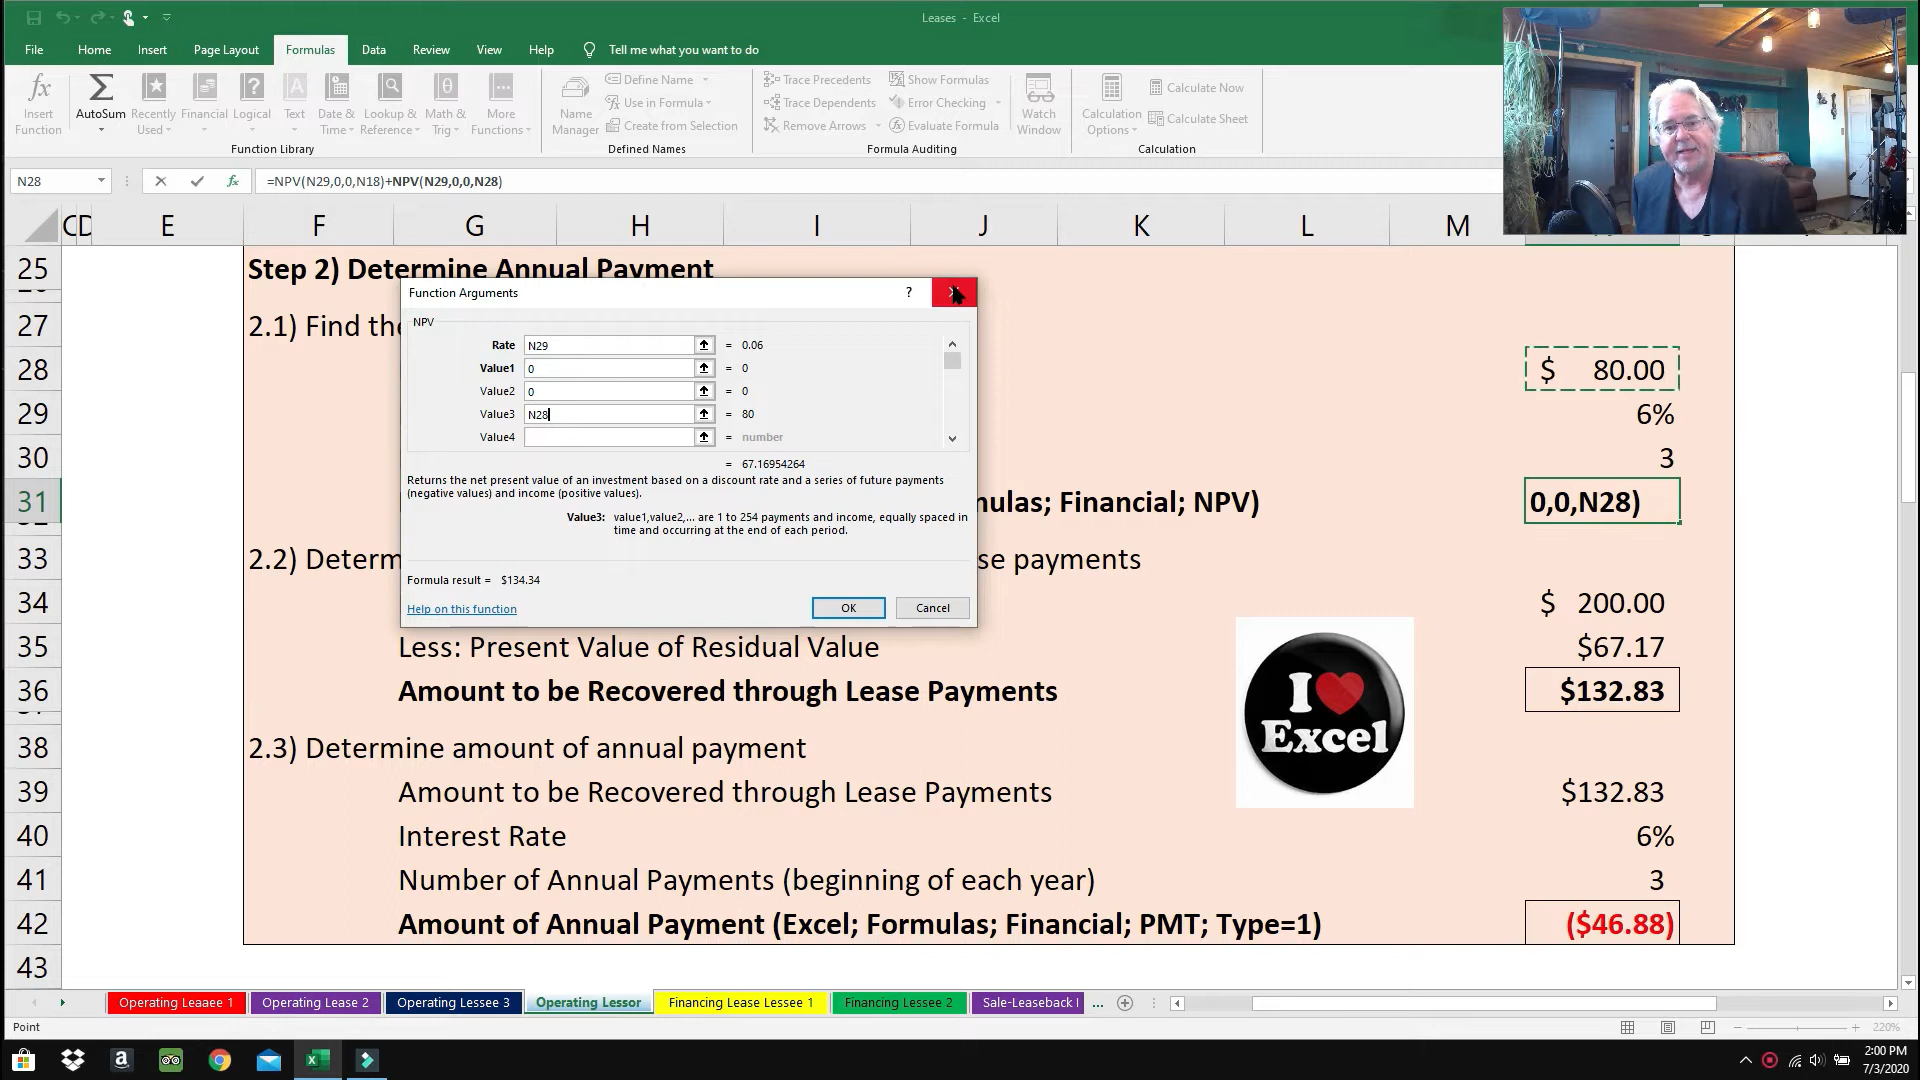 Leases - Excel
File Home Insert Page Layout Formulas Data Review View Help Tell me what you want to do
fx Insert Function
AutoSum
Recently Used
Financial
Logical
Text
Date & Time
Lookup & Reference
Math & Trig
More Functions
Function Library
Name Manager
Define Name
Use in Formula
Create from Selection
Defined Names
Trace Precedents
Trace Dependents
Remove Arrows
Show Formulas
Error Checking
Evaluate Formula
Formula Auditing
Watch Window
Calculation Options
Calculate Now
Calculate Sheet
Calculation
N28 fx =NPV(N29,0,0,N18)+NPV(N29,0,0,N28)
C D E F G H I J K L M
25 Step 2) Determine Annual Payment
27 2.1) Find the
28 $ 80.00
29 6%
30 3
31 mulas; Financial; NPV) 0,0,N28)
33 2.2) Determ se payments
34 $ 200.00
35 Less: Present Value of Residual Value $67.17
36 Amount to be Recovered through Lease Payments $132.83
38 2.3) Determine amount of annual payment
39 Amount to be Recovered through Lease Payments $132.83
40 Interest Rate 6%
41 Number of Annual Payments (beginning of each year) 3
42 Amount of Annual Payment (Excel; Formulas; Financial; PMT; Type=1) ($46.88)
43
Function Arguments ?
NPV
Rate N29 = 0.06
Value1 0 = 0
Value2 0 = 0
Value3 N28 = 80
Value4 = number
= 67.16954264
Returns the net present value of an investment based on a discount rate and a series of future payments
(negative values) and income (positive values).
Value3: value1,value2,... are 1 to 254 payments and income, equally spaced in
time and occurring at the end of each period.
Formula result = $134.34
Help on this function OK Cancel
I
Excel
Operating Leaaee 1 Operating Lease 2 Operating Lessee 3 Operating Lessor Financing Lease Lessee 1 Financing Lessee 2 Sale-Leaseback I ...
Point 220%
2:00 PM
7/3/2020